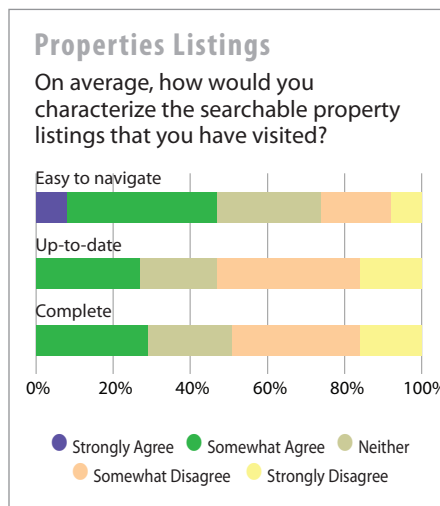 Properties Listings
On average, how would you
characterize the searchable property
listings that you have visited?
Easy to navigate
Up-to-date
Complete
0% 20% 40% 60% 80% 100%
Strongly Agree Somewhat Agree Neither
Somewhat Disagree Strongly Disagree